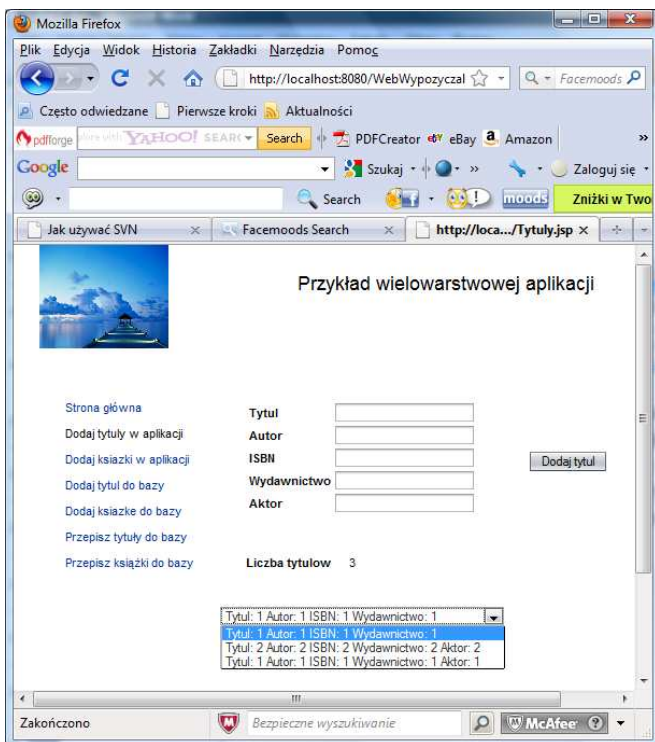 Mozilla Firefox
Plik Edycja Widok Historia Zakładki Narzędzia Pomoc
http://localhost:8080/WebWypozyczal Facemoods
Często odwiedzane Pierwsze kroki Aktualności
pdfforge YAHOO! SEAR Search PDFCreator eBay Amazon »
Google Szukaj » Zaloguj się
Search moods Zniżki w Two
Jak używać SVN Facemoods Search http://loca.../Tytuly.jsp
Przykład wielowarstwowej aplikacji
Strona główna
Dodaj tytuly w aplikacji
Dodaj ksiazki w aplikacji
Dodaj tytul do bazy
Dodaj ksiazke do bazy
Przepisz tytuły do bazy
Przepisz książki do bazy
Tytul
Autor
ISBN
Wydawnictwo
Aktor
Dodaj tytul
Liczba tytulow 3
Tytul: 1 Autor: 1 ISBN: 1 Wydawnictwo: 1
Tytul: 1 Autor: 1 ISBN: 1 Wydawnictwo: 1
Tytul: 2 Autor: 2 ISBN: 2 Wydawnictwo: 2 Aktor: 2
Tytul: 1 Autor: 1 ISBN: 1 Wydawnictwo: 1 Aktor: 1
Zakończono Bezpieczne wyszukiwanie McAfee